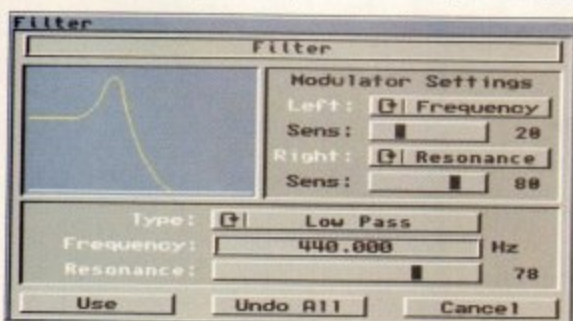 Filter
Filter
Modulator Settings
Left: Frequency
Sens: 20
Right: Resonance
Sens: 80
Type: Low Pass
Frequency: 440.000 Hz
Resonance: 78
Use Undo All Cancel